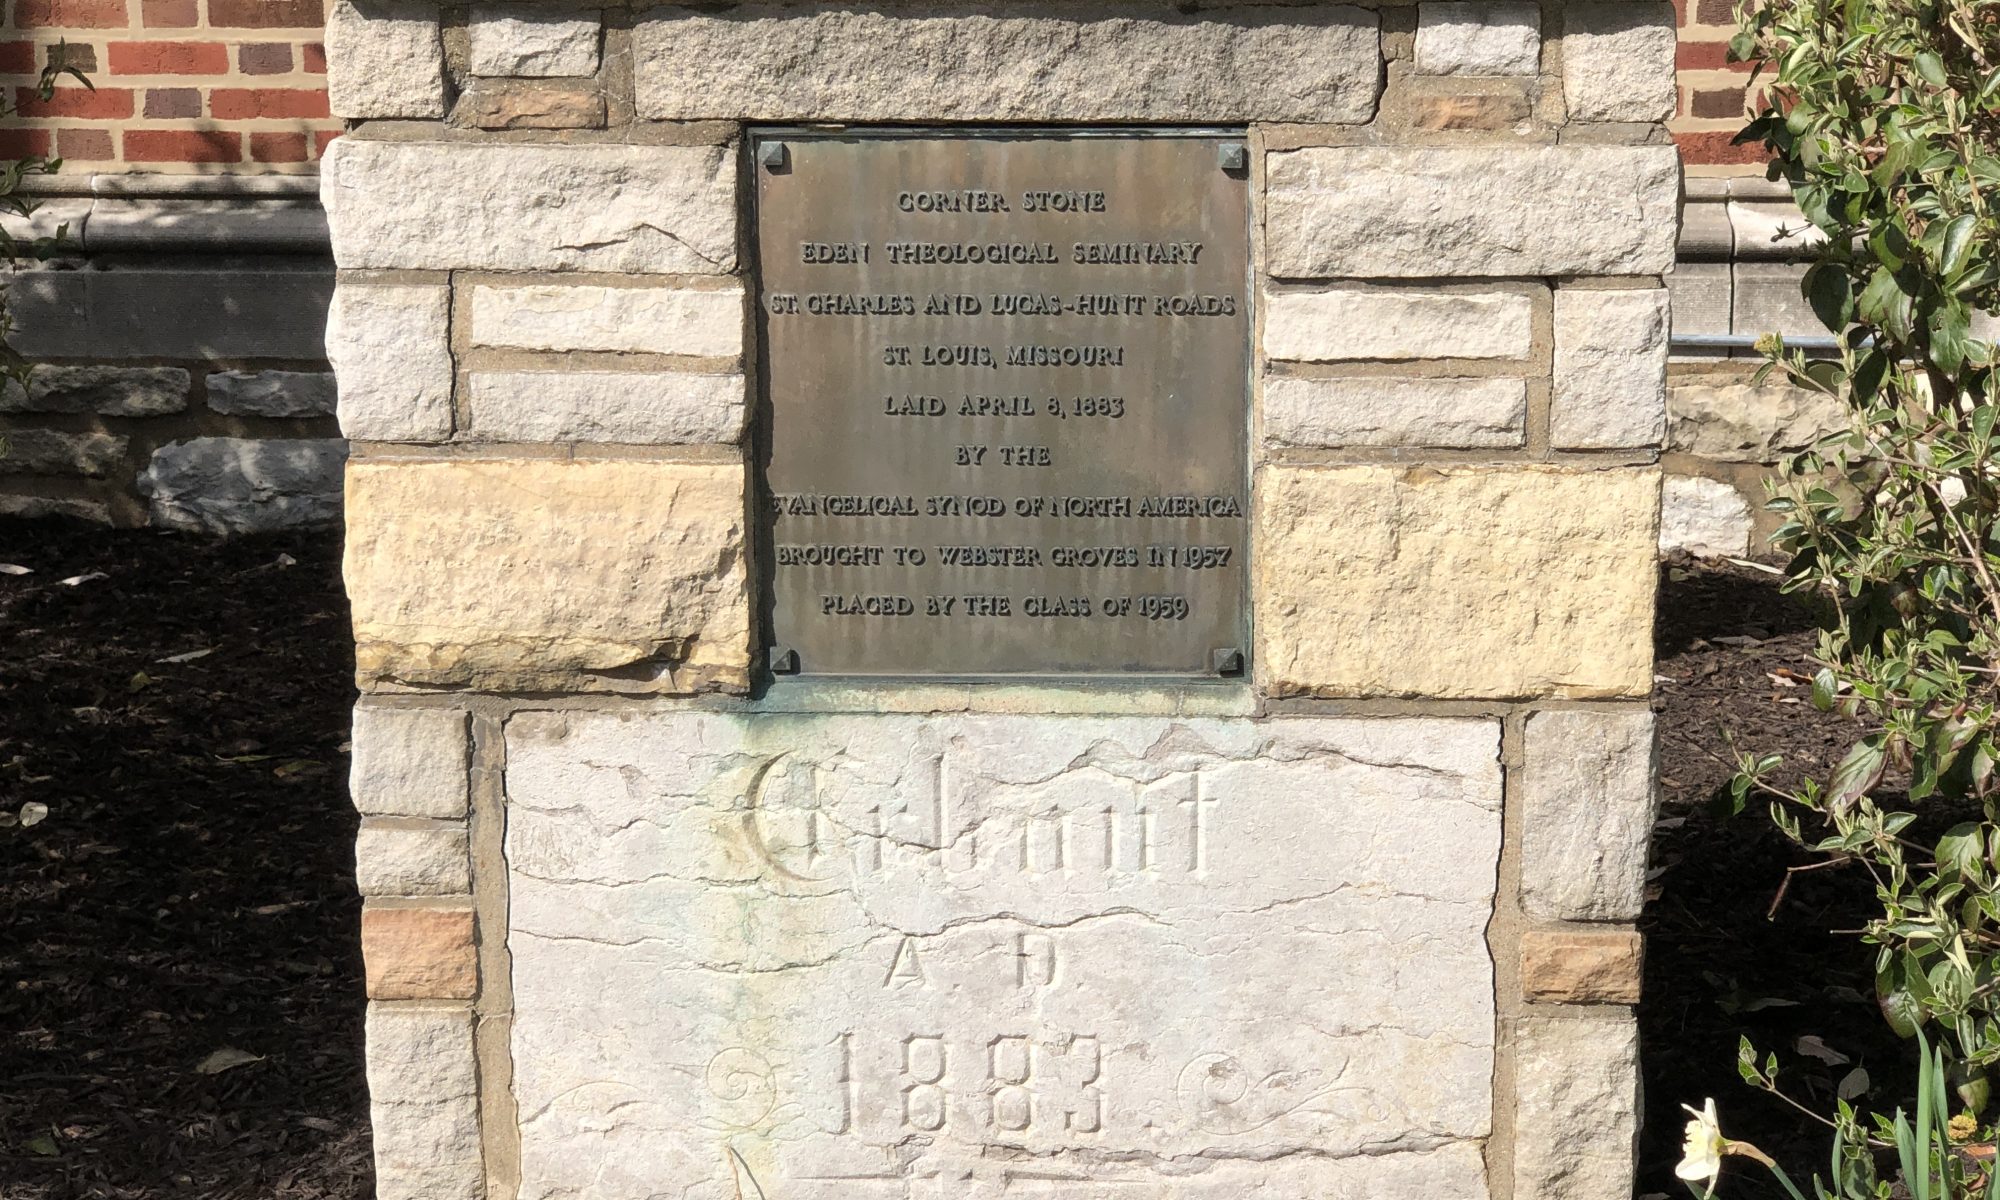 CORNER STONE
EDEN THEOLOGICAL SEMINARY
ST. CHARLES AND LUCAS-HUNT ROADS
ST. LOUIS, MISSOURI
LAID APRIL 8, 1883
BY THE
EVANGELICAL SYNOD OF NORTH AMERICA
BROUGHT TO WEBSTER GROVES IN 1957
PLACED BY THE CLASS OF 1959
Erbaut
A. D.
1883.